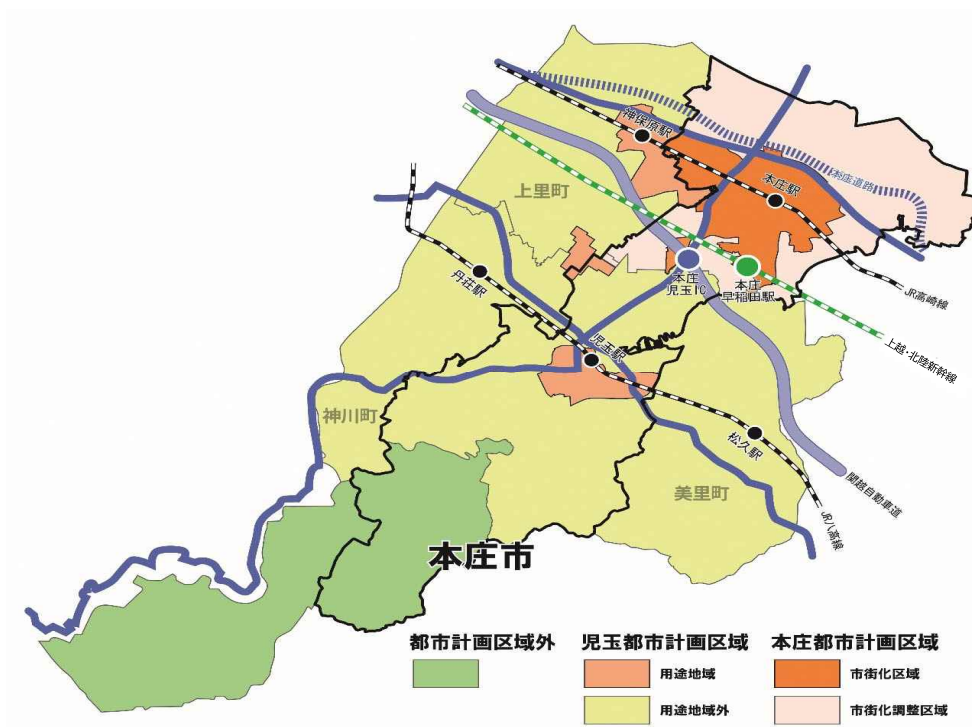 神保原駅
本庄道路
本庄駅
上里町
丹荘駅
本庄
児玉IC
本庄
早稲田駅
JR高崎線
上越・北陸新幹線
児玉駅
神川町
松久駅
美里町
関越自動車道
JR八高線
本庄市
都市計画区域外
児玉都市計画区域
用途地域
用途地域外
本庄都市計画区域
市街化区域
市街化調整区域